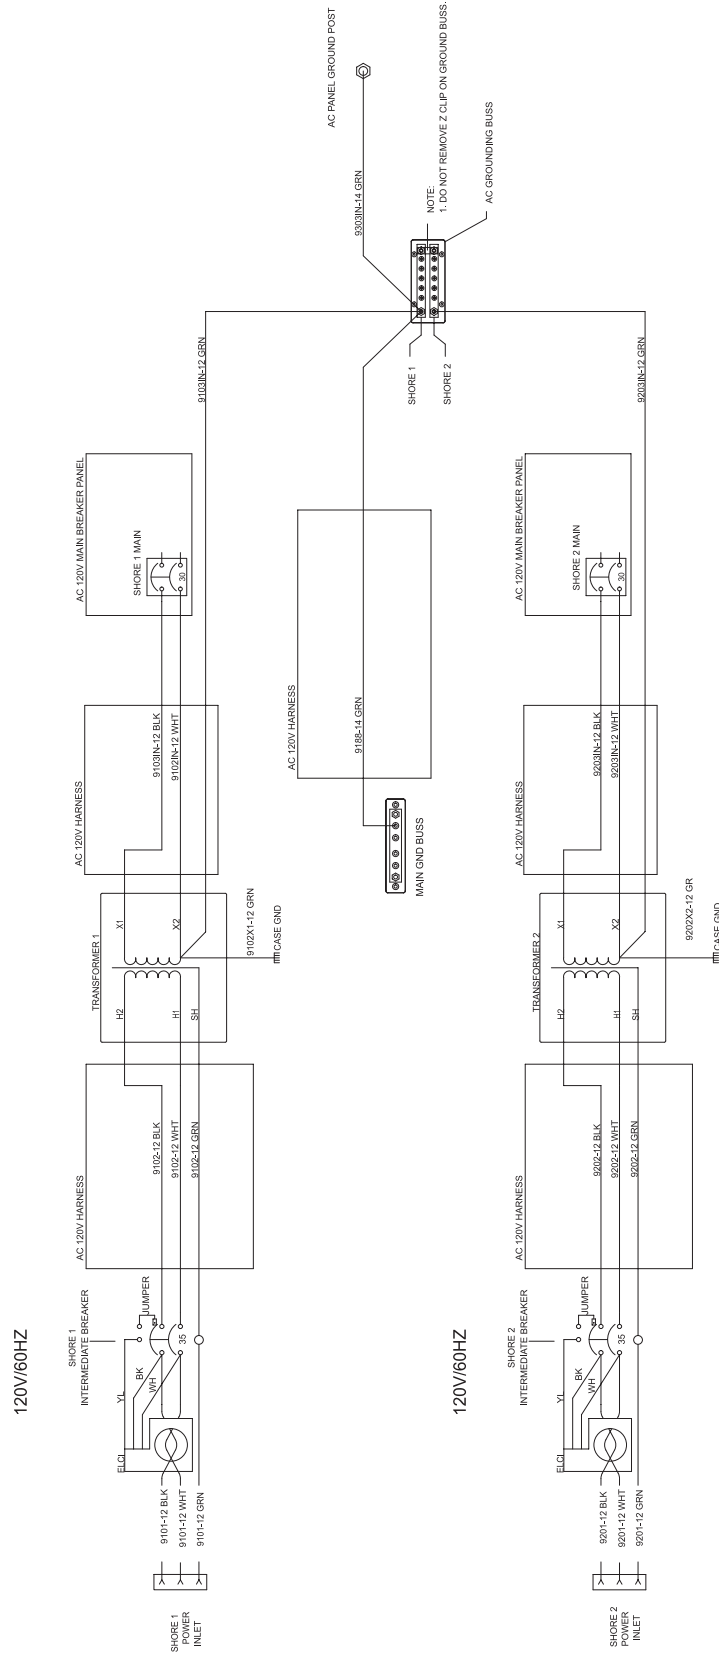 120V/60HZ
SHORE 1
POWER
INLET
9101-12 BLK
9101-12 WHT
9101-12 GRN
ELCI
YL
BK
WH
SHORE 1
INTERMEDIATE BREAKER
JUMPER
35
AC 120V HARNESS
9102-12 BLK
9102-12 WHT
9102-12 GRN
TRANSFORMER 1
H2
H1
SH
X1
X2
9102X1-12 GRN
CASE GND
AC 120V HARNESS
9103IN-12 BLK
9102IN-12 WHT
AC 120V MAIN BREAKER PANEL
SHORE 1 MAIN
30
9103IN-12 GRN
MAIN GND BUSS
AC 120V HARNESS
9188-14 GRN
SHORE 1
SHORE 2
9303IN-14 GRN
AC PANEL GROUND POST
NOTE:
1. DO NOT REMOVE Z CLIP ON GROUND BUSS.
AC GROUNDING BUSS
120V/60HZ
SHORE 2
POWER
INLET
9201-12 BLK
9201-12 WHT
9201-12 GRN
ELCI
YL
BK
WH
SHORE 2
INTERMEDIATE BREAKER
JUMPER
35
AC 120V HARNESS
9202-12 BLK
9202-12 WHT
9202-12 GRN
TRANSFORMER 2
H2
H1
SH
X1
X2
9202X2-12 GR
CASE GND
AC 120V HARNESS
9203IN-12 BLK
9203IN-12 WHT
AC 120V MAIN BREAKER PANEL
SHORE 2 MAIN
30
9203IN-12 GRN